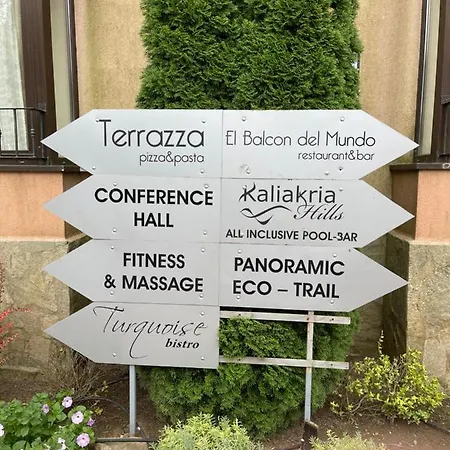 Terrazza
pizza&pasta
El Balcon del Mundo
restaurant&bar
CONFERENCE
HALL
Kaliakria
Hills
ALL INCLUSIVE POOL-BAR
FITNESS
& MASSAGE
PANORAMIC
ECO – TRAIL
Turquoise
bistro